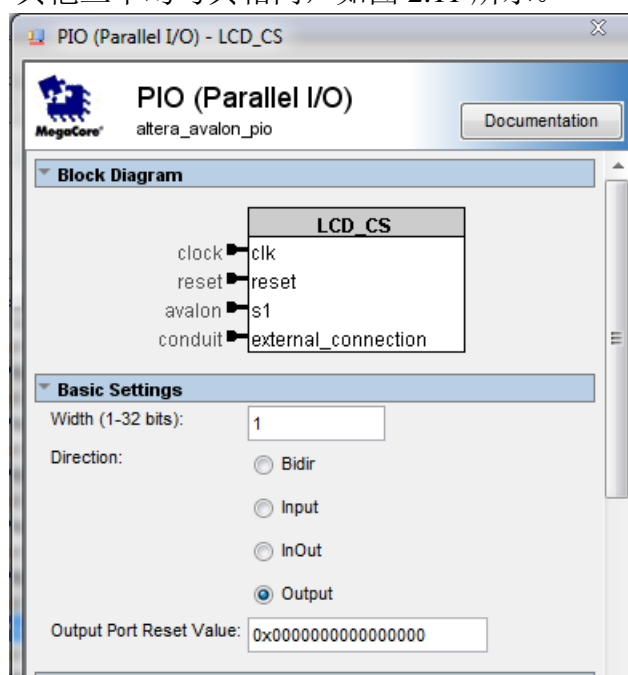 PIO (Parallel I/O) - LCD_CS
PIO (Parallel I/O)
altera_avalon_pio
MegaCore®
Documentation
Block Diagram
LCD_CS
clock clk
reset reset
avalon s1
conduit external_connection
Basic Settings
Width (1-32 bits): 1
Direction:
Bidir
Input
InOut
Output
Output Port Reset Value: 0x0000000000000000